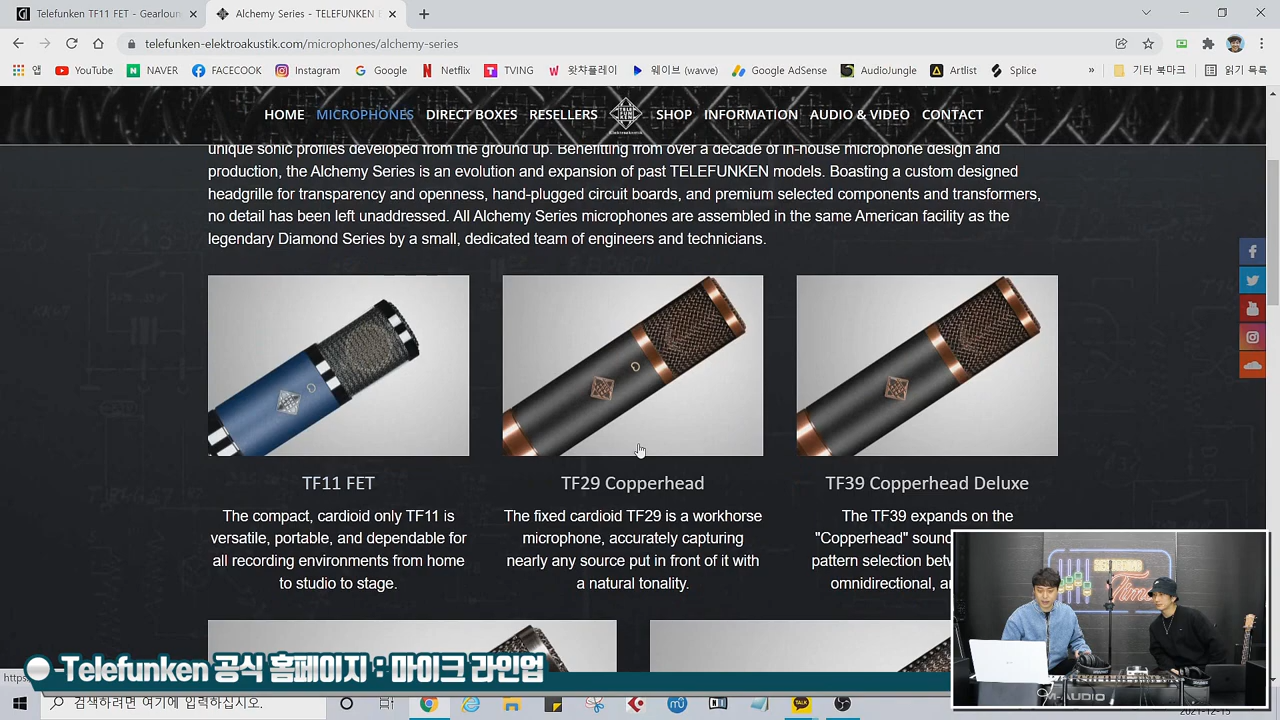 Telefunken TF11 FET - Gearloun
Alchemy Series - TELEFUNKEN
telefunken-elektroakustik.com/microphones/alchemy-series
앱 YouTube NAVER FACECOOK Instagram Google Netflix TVING 왓챠플레이 웨이브 (wavve) Google AdSense AudioJungle Artlist Splice » 기타 북마크 읽기 목록
HOME MICROPHONES DIRECT BOXES RESELLERS SHOP INFORMATION AUDIO & VIDEO CONTACT
unique sonic profiles developed from the ground up. Benefitting from over a decade of in-house microphone design and
production, the Alchemy Series is an evolution and expansion of past TELEFUNKEN models. Boasting a custom designed
headgrille for transparency and openness, hand-plugged circuit boards, and premium selected components and transformers,
no detail has been left unaddressed. All Alchemy Series microphones are assembled in the same American facility as the
legendary Diamond Series by a small, dedicated team of engineers and technicians.
TF11 FET
The compact, cardioid only TF11 is
versatile, portable, and dependable for
all recording environments from home
to studio to stage.
TF29 Copperhead
The fixed cardioid TF29 is a workhorse
microphone, accurately capturing
nearly any source put in front of it with
a natural tonality.
TF39 Copperhead Deluxe
The TF39 expands on the
"Copperhead" soun
pattern selection betw
omnidirectional, an
Time
M-AUDIO
Telefunken 공식 홈페이지 : 마이크 라인업
https
검색하려면 여기에 입력하십시오.
TALK
2021-12-15